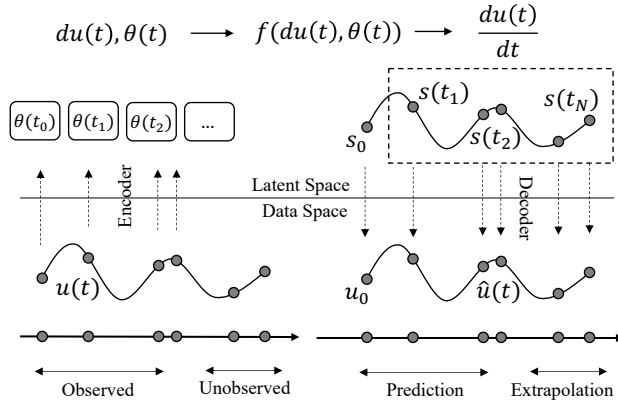 du(t), θ(t) → f(du(t), θ(t)) → du(t)/dt
θ(t₀) θ(t₁) θ(t₂) ...
s₀ s(t₁) s(t₂) s(t_N)
Encoder
Latent Space
Data Space
Decoder
u(t)
u₀ û(t)
Observed Unobserved Prediction Extrapolation